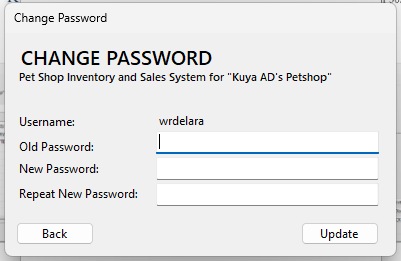 Change Password
CHANGE PASSWORD
Pet Shop Inventory and Sales System for "Kuya AD's Petshop"
Username: wrdelara
Old Password:
New Password:
Repeat New Password:
Back Update